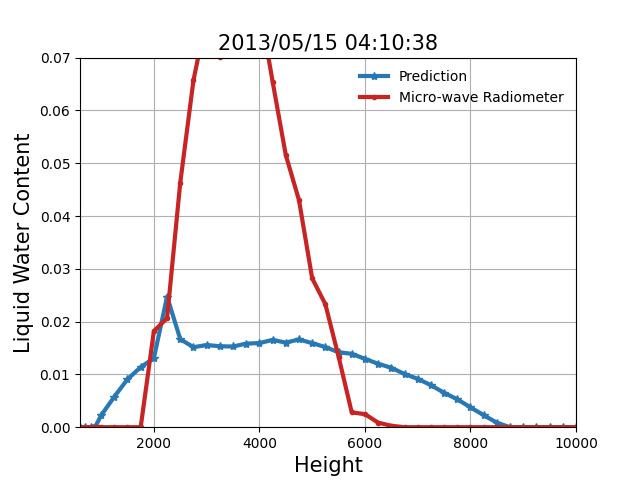 2013/05/15 04:10:38
Prediction
Micro-wave Radiometer
Liquid Water Content
0.07
0.06
0.05
0.04
0.03
0.02
0.01
0.00
2000 4000 6000 8000 10000
Height